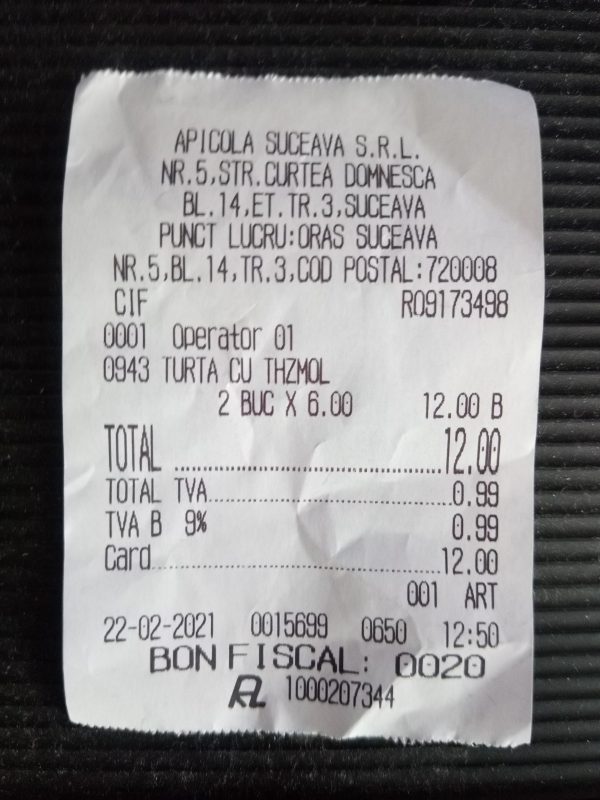 APICOLA SUCEAVA S.R.L.
NR.5,STR.CURTEA DOMNESCA
BL.14,ET.TR.3,SUCEAVA
PUNCT LUCRU:ORAS SUCEAVA
NR.5,BL.14,TR.3,COD POSTAL:720008
CIF RO9173498
0001 Operator 01
0943 TURTA CU THZMOL
2 BUC X 6.00 12.00 B
TOTAL ........................12.00
TOTAL TVA........................0.99
TVA B 9% 0.99
Card........................12.00
001 ART
22-02-2021 0015699 0650 12:50
BON FISCAL: 0020
1000207344